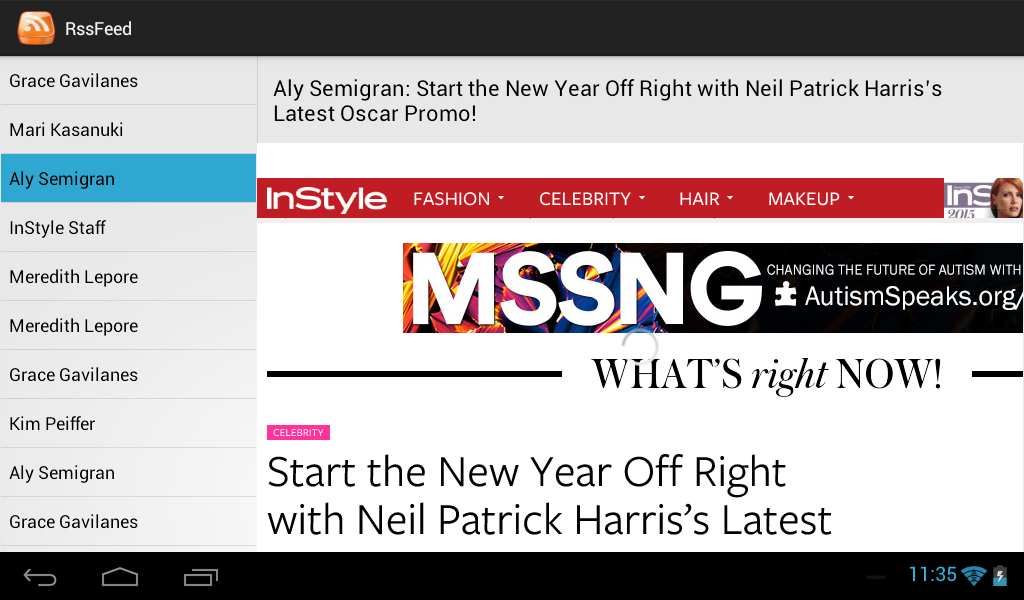 RssFeed
Grace Gavilanes
Mari Kasanuki
Aly Semigran
InStyle Staff
Meredith Lepore
Meredith Lepore
Grace Gavilanes
Kim Peiffer
Aly Semigran
Grace Gavilanes
Aly Semigran: Start the New Year Off Right with Neil Patrick Harris's
Latest Oscar Promo!
InStyle FASHION CELEBRITY HAIR MAKEUP
InS
2015
MSSNG
CHANGING THE FUTURE OF AUTISM WITH
AutismSpeaks.org/
WHAT'S right NOW!
CELEBRITY
Start the New Year Off Right
with Neil Patrick Harris’s Latest
11:35